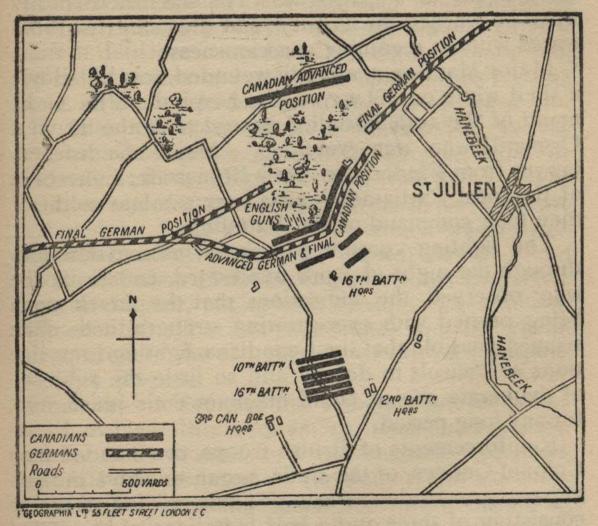 CANADIAN ADVANCED
POSITION
FINAL GERMAN POSITION
HANEBEEK
ST JULIEN
ENGLISH
GUNS
CANADIAN POSITION
FINAL GERMAN POSITION
ADVANCED GERMAN & FINAL
16TH BATTN
HQRS
N
10TH BATTN
16TH BATTN
2ND BATTN
HQRS
3RD CAN. BDE
HQRS
HANEBEEK
CANADIANS
GERMANS
Roads
0 500 YARDS
"GEOGRAPHIA" LTD 55 FLEET STREET LONDON E C